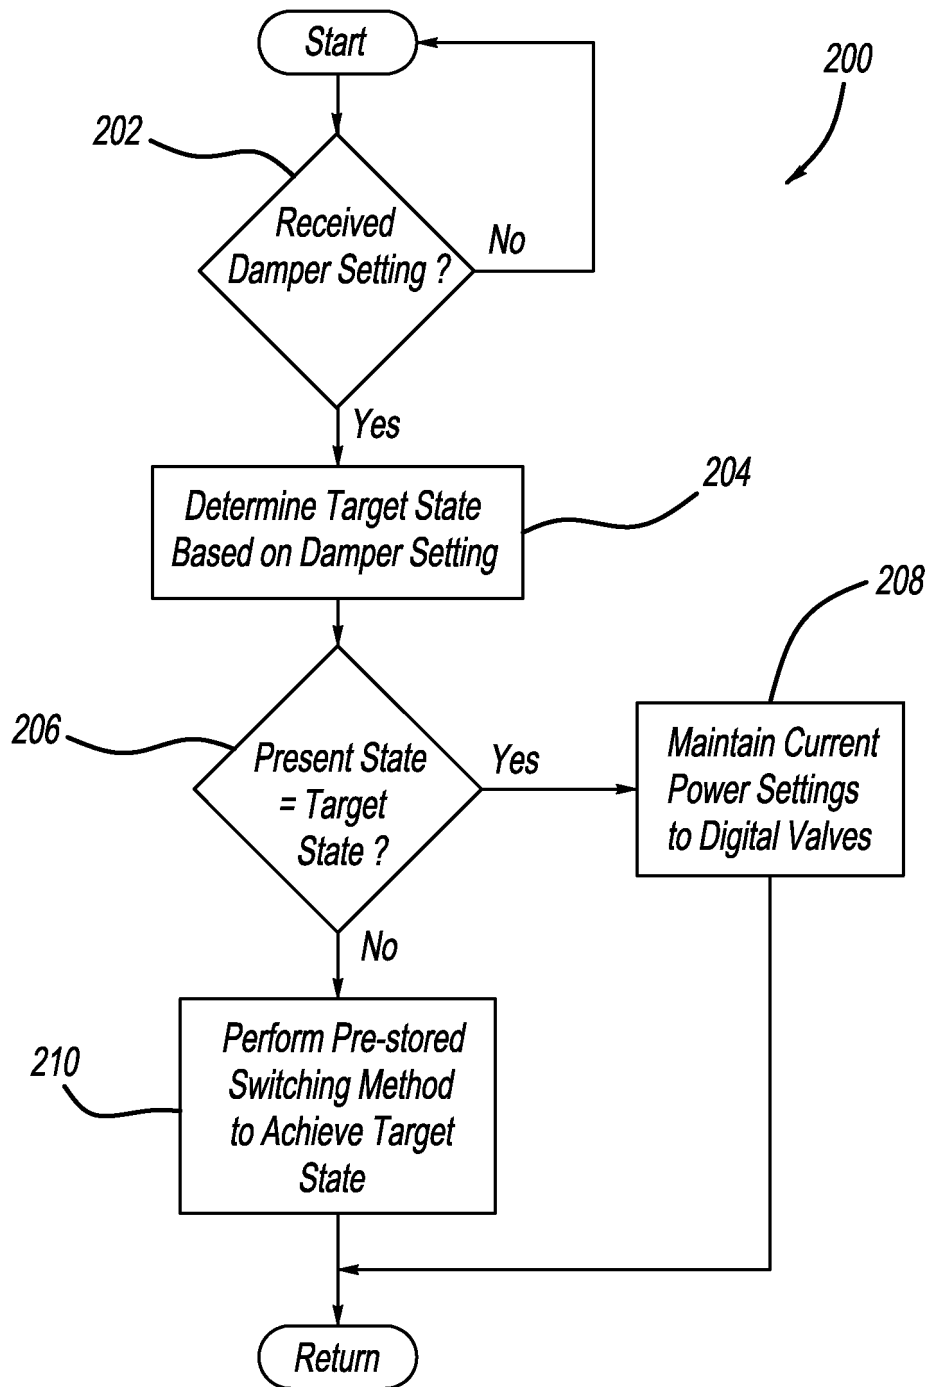 Start
200
202
Received
Damper Setting ?
No
Yes
204
Determine Target State
Based on Damper Setting
208
206
Present State
= Target
State ?
Yes
Maintain Current
Power Settings
to Digital Valves
No
210
Perform Pre-stored
Switching Method
to Achieve Target
State
Return